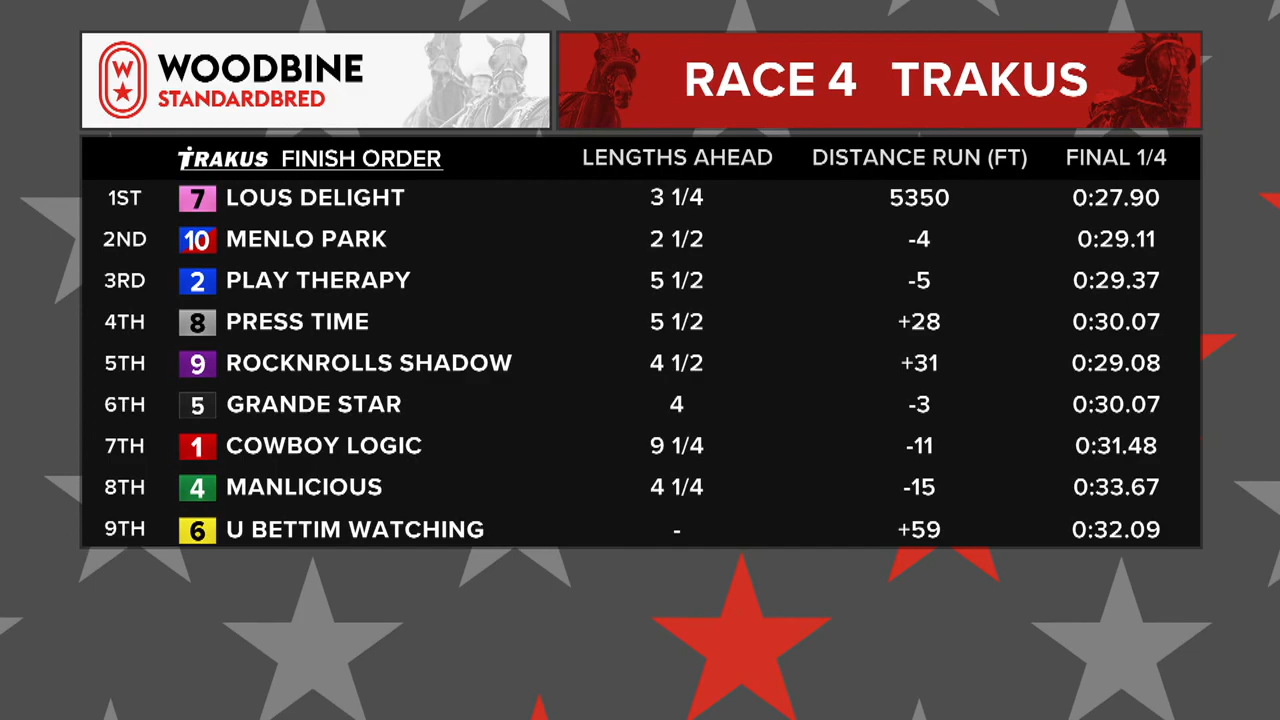 W
WOODBINE
STANDARDBRED
RACE 4 TRAKUS
TRAKUS FINISH ORDER LENGTHS AHEAD DISTANCE RUN (FT) FINAL 1/4
1ST 7 LOUS DELIGHT 3 1/4 5350 0:27.90
2ND 10 MENLO PARK 2 1/2 -4 0:29.11
3RD 2 PLAY THERAPY 5 1/2 -5 0:29.37
4TH 8 PRESS TIME 5 1/2 +28 0:30.07
5TH 9 ROCKNROLLS SHADOW 4 1/2 +31 0:29.08
6TH 5 GRANDE STAR 4 -3 0:30.07
7TH 1 COWBOY LOGIC 9 1/4 -11 0:31.48
8TH 4 MANLICIOUS 4 1/4 -15 0:33.67
9TH 6 U BETTIM WATCHING - +59 0:32.09